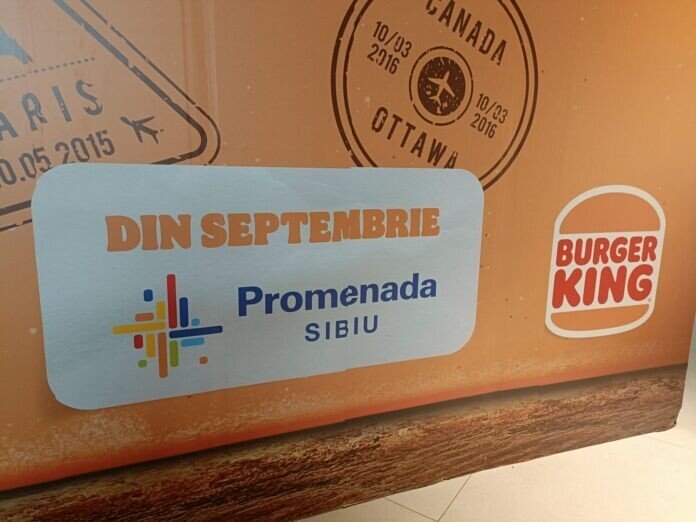 CANADA
10/03
2016
10/03
2016
OTTAWA
ARIS
0.05.2015
DIN SEPTEMBRIE
Promenada
SIBIU
BURGER
KING